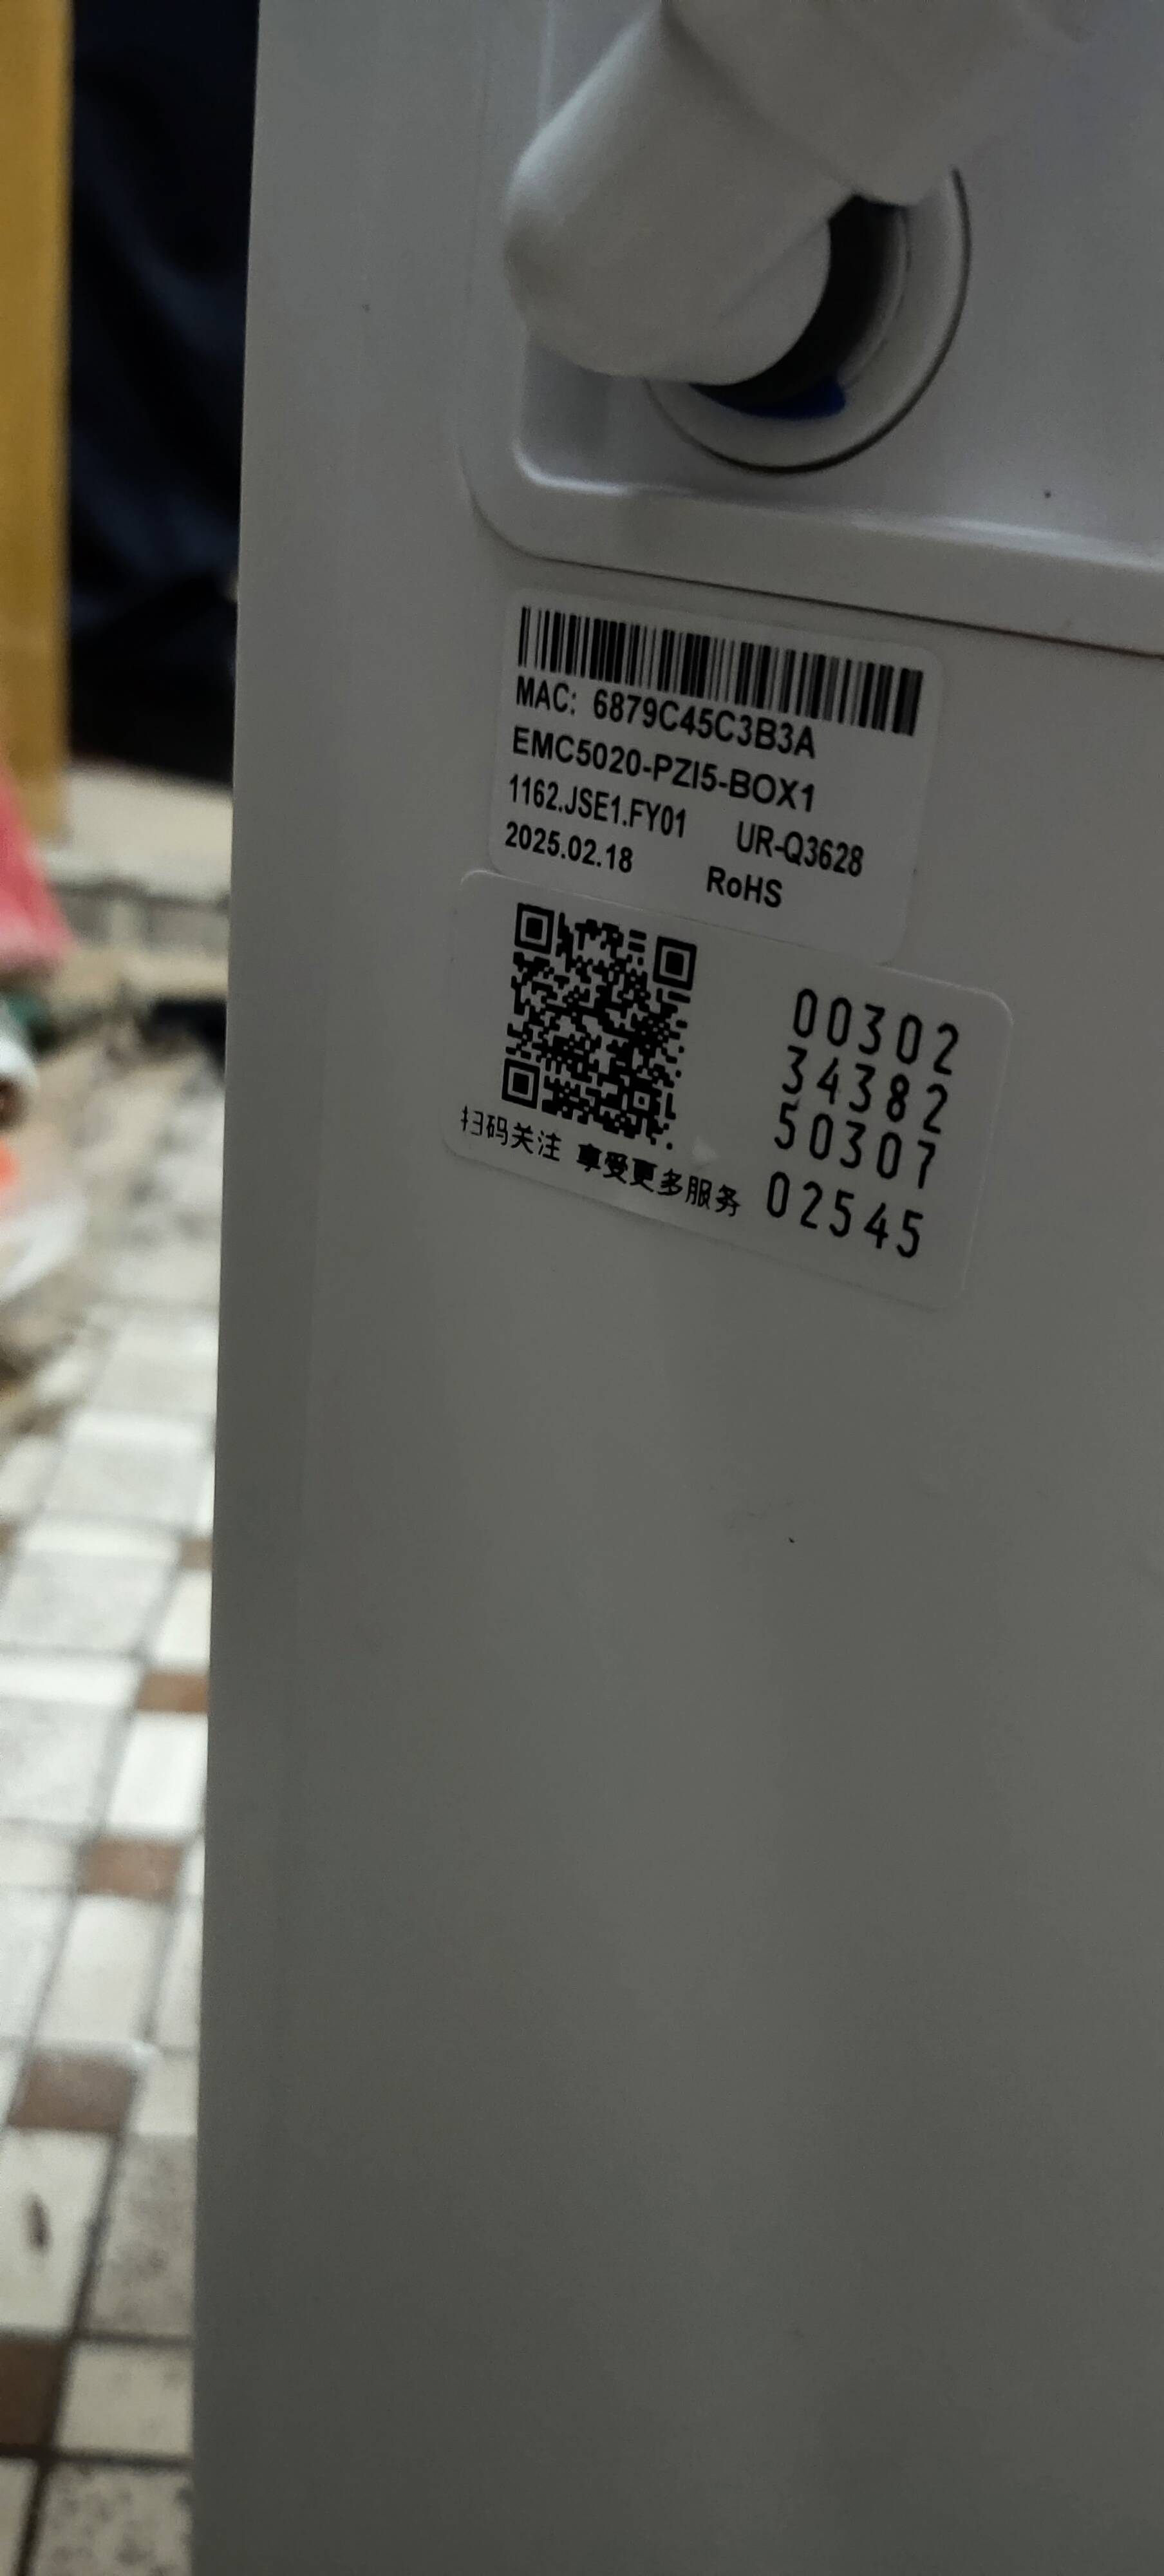 MAC: 6879C45C3B3A
EMC5020-PZI5-BOX1
1162.JSE1.FY01 UR-Q3628
2025.02.18 RoHS
00302
34382
50307
02545
扫码关注 享受更多服务